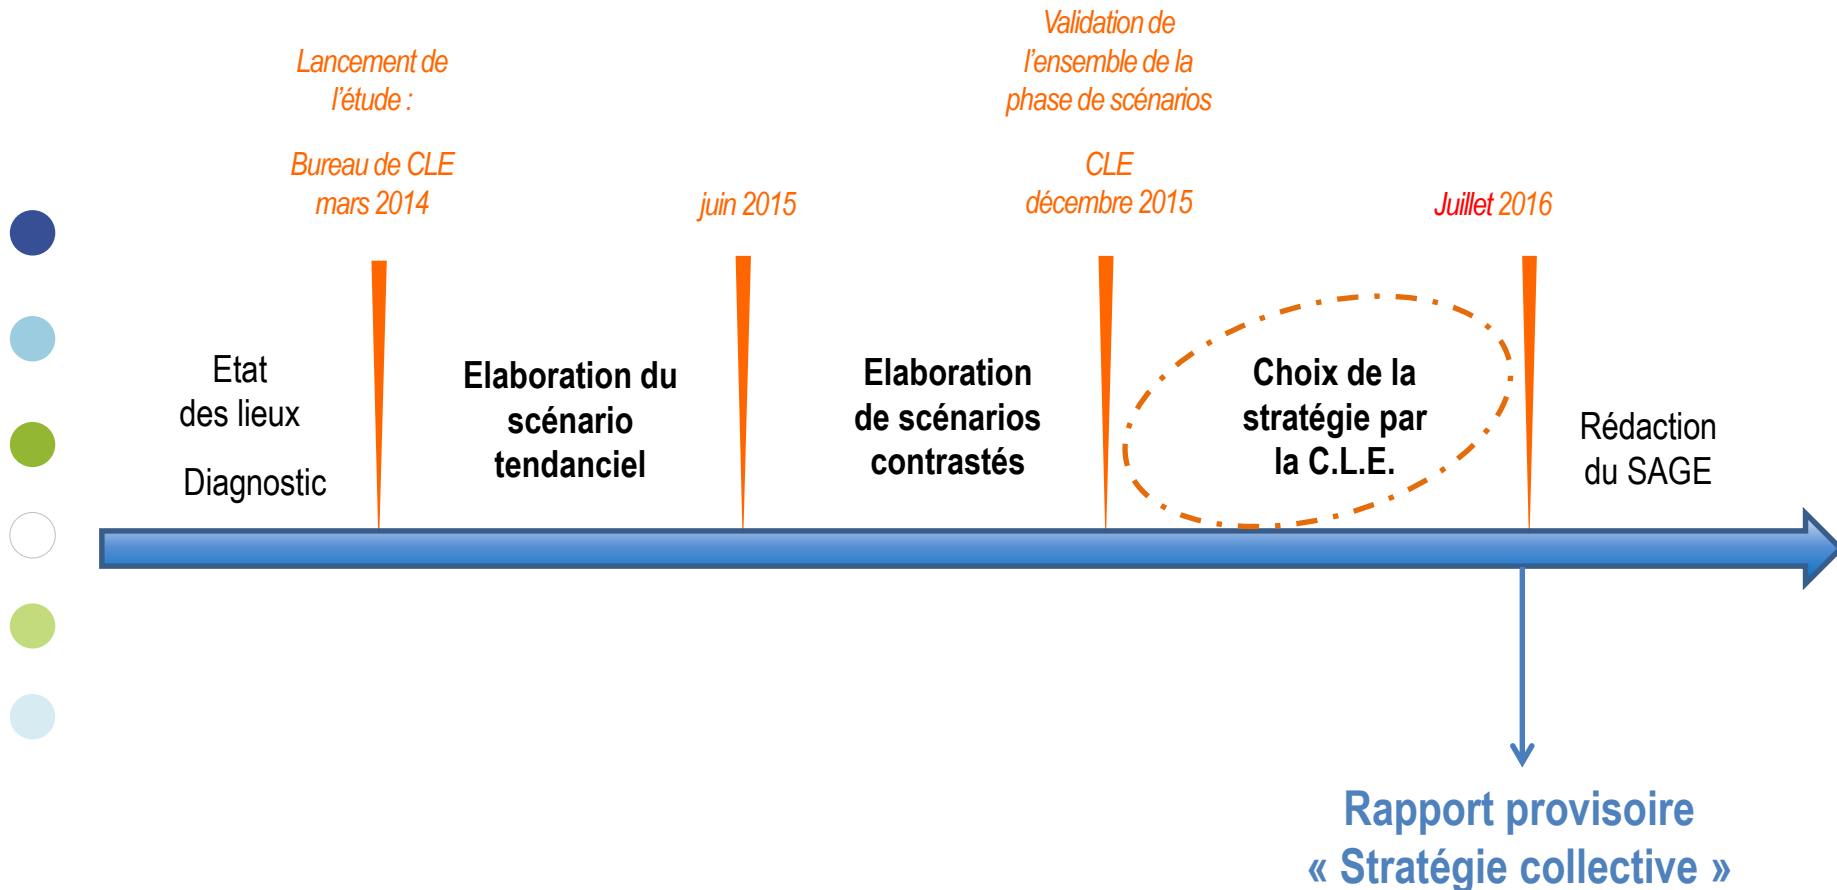 Lancement de
l'étude :
Bureau de CLE
mars 2014
juin 2015
Validation de
l'ensemble de la
phase de scénarios
CLE
décembre 2015
Juillet 2016
Etat
des lieux
Diagnostic
Elaboration du
scénario
tendanciel
Elaboration
de scénarios
contrastés
Choix de la
stratégie par
la C.L.E.
Rédaction
du SAGE
Rapport provisoire
« Stratégie collective »